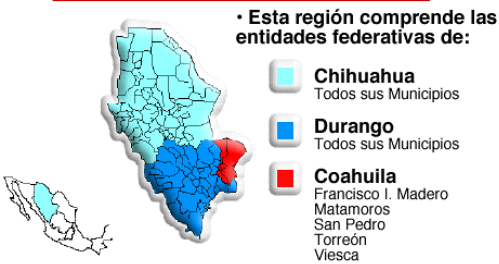 • Esta región comprende las
entidades federativas de:
Chihuahua
Todos sus Municipios
Durango
Todos sus Municipios
Coahuila
Francisco I. Madero
Matamoros
San Pedro
Torreón
Viesca